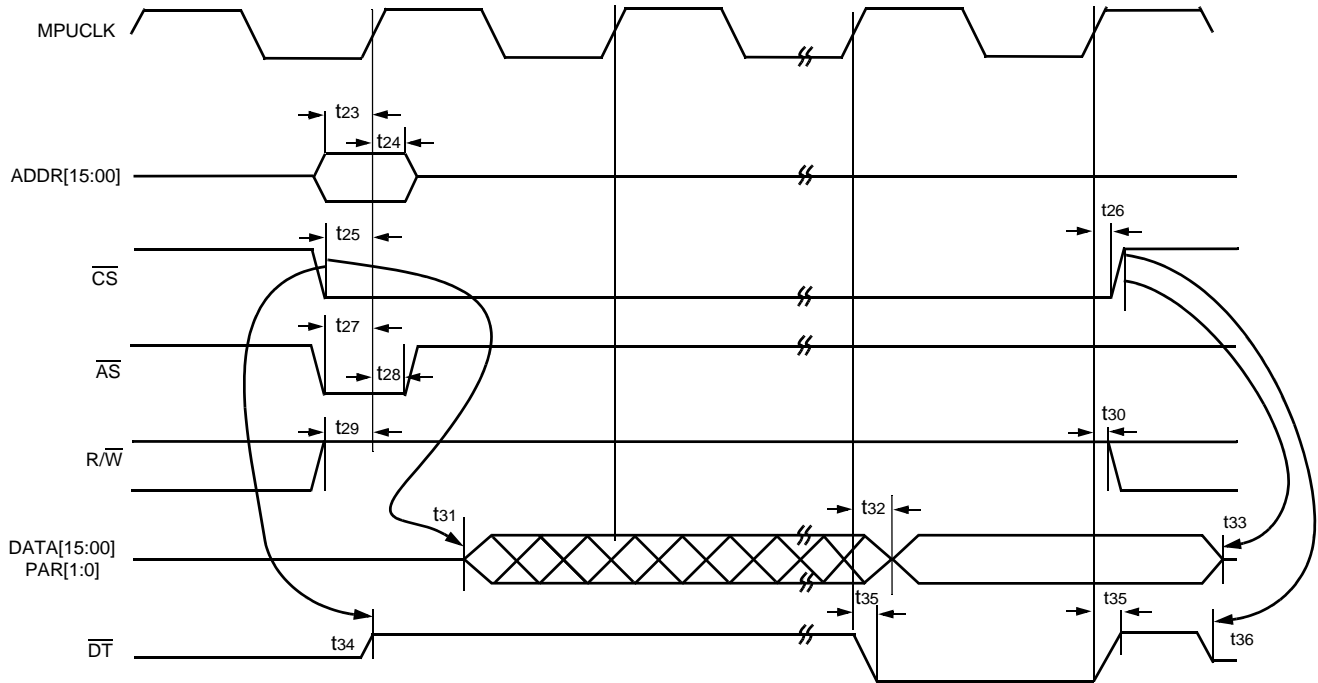 MPUCLK
t23
t24
ADDR[15:00]
t26
t25
CS
t27
AS
t28
t29
t30
R/W
t31
t32
t33
DATA[15:00]
PAR[1:0]
t35
t35
t34
t36
DT